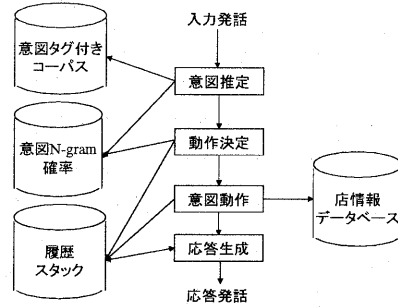 入力発話
意図タグ付き
コーパス
意図推定
意図N-gram
確率
動作決定
意図動作
店情報
データベース
履歴
スタック
応答生成
応答発話